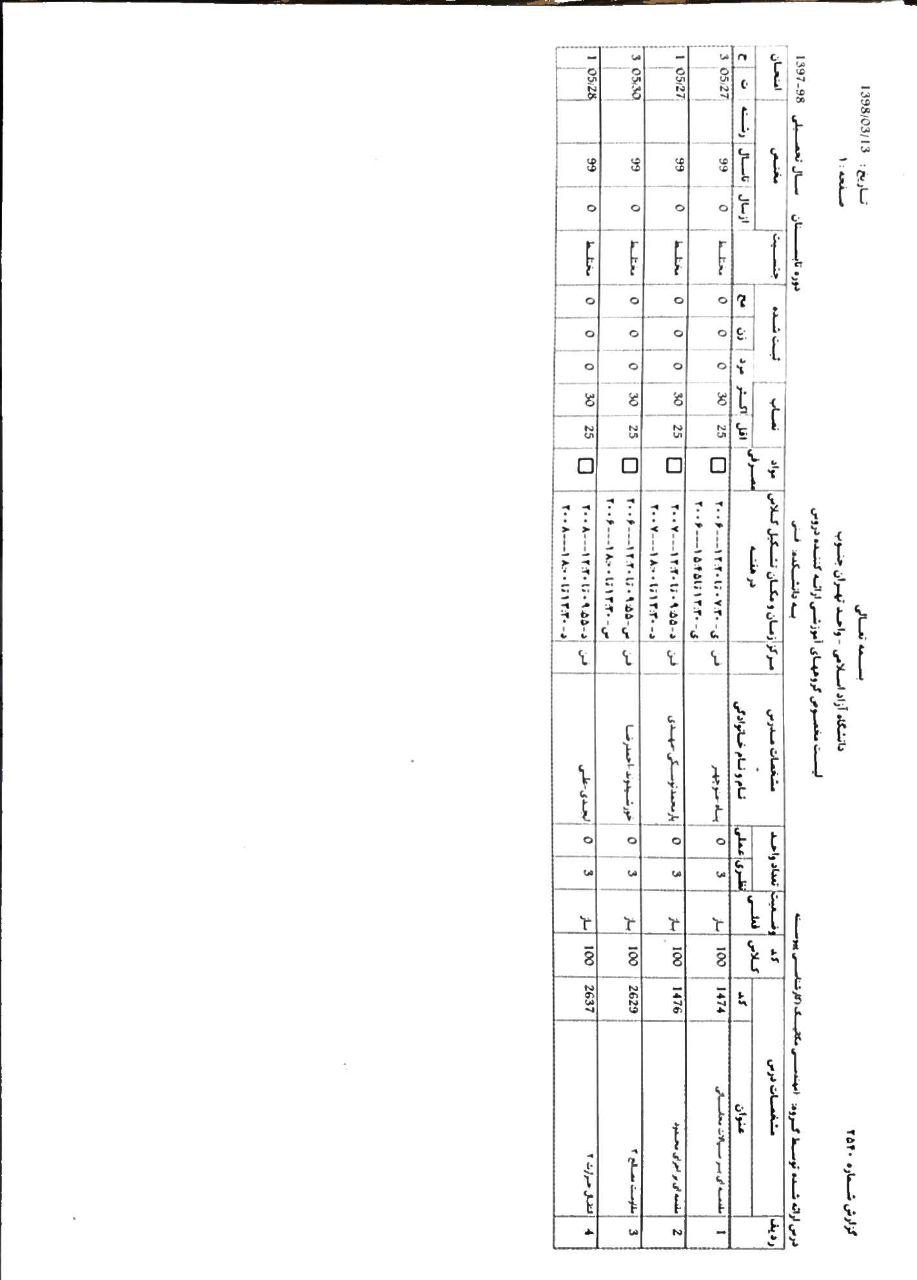 بسمه تعالی
تاریخ: 1398/03/13
گزارش شماره ۲۵۴۰
دانشگاه آزاد اسلامی - واحد تهران جنوب
صفحه: ۱
لیست مخصوص گروههای آموزشی ارائه کننده دروس
درس ارائه شده توسط گروه: (مهندسی مکانیک (کارشناسی پیوسته به دانشکده: فنی دوره تابستان سال تحصیلی 1397-98
ردیف مشخصات درس کد کلاس وضعیت فعلی تعداد واحد مشخصات مدرس - نام و نام خانوادگی مرکز زمان و مکان تشکیل کلاس در هفته مواد مصرفی نصاب ثبت شده جنسیت مختص امتحان
عنوان کد نظری عملی اقل اکثر مرد زن مح ازسال تاسال رشته ت ح
1 مقدمه ای بر سیالات محاسباتی 1474 100 باز 3 0 پناه-منوچهر فن ی-۰۷:۳۰ تا ۱۲:۲۰---۲۰۰۶ 25 30 0 0 0 مختلط 0 99 05/27 3
ی-۱۳:۳۰ تا ۱۵:۴۵---۲۰۰۶
2 مقدمه ای بر اجزای محدود 1476 100 باز 3 0 یارمحمدتوسکی-مهدی فن د-۰۹:۵۵ تا ۱۲:۲۰---۲۰۰۷ 25 30 0 0 0 مختلط 0 99 05/27 1
د-۱۳:۳۰ تا ۱۸:۰۰---۲۰۰۷
3 مقاومت مصالح ۳ 2629 100 باز 3 0 خورشیدوند-احمدرضا فن س-۰۹:۵۵ تا ۱۲:۲۰---۲۰۰۶ 25 30 0 0 0 مختلط 0 99 05/30 3
س-۱۳:۳۰ تا ۱۸:۰۰---۲۰۰۶
4 انتقال حرارت ۲ 2637 100 باز 3 0 لجدی-علی فن د-۰۹:۵۵ تا ۱۲:۲۰---۲۰۰۸ 25 30 0 0 0 مختلط 0 99 05/28 1
د-۱۳:۳۰ تا ۱۸:۰۰---۲۰۰۸